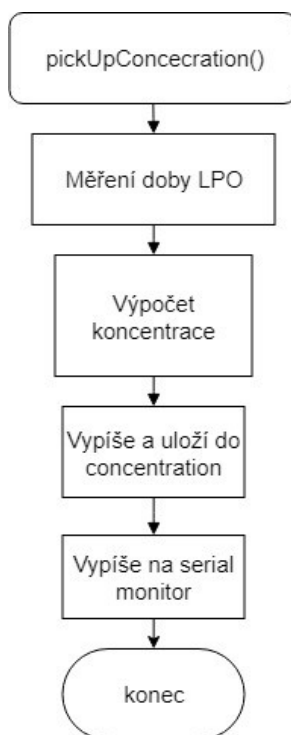 pickUpConcecration()
Měření doby LPO
Výpočet
koncentrace
Vypíše a uloží do
concentration
Vypíše na serial
monitor
konec